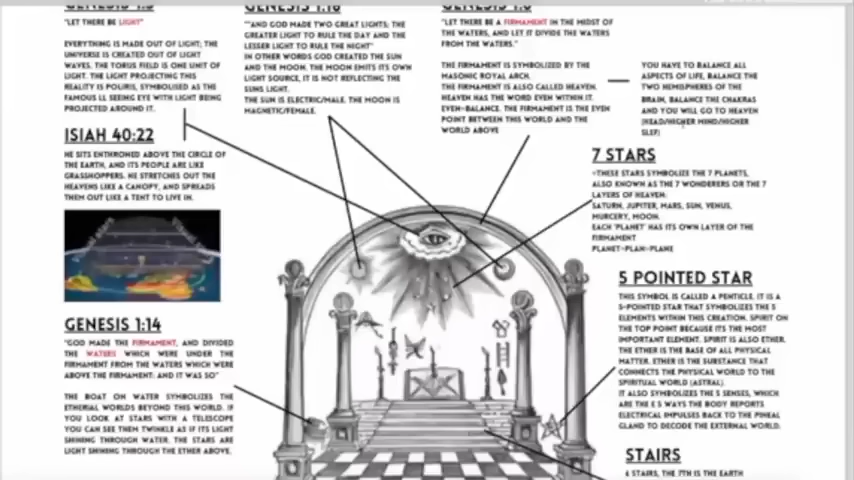 GENESIS 1:3
"LET THERE BE LIGHT"
EVERYTHING IS MADE OUT OF LIGHT; THE
UNIVERSE IS CREATED OUT OF LIGHT
WAVES. THE TORUS FIELD IS ONE UNIT OF
LIGHT. THE LIGHT PROJECTING THIS
REALITY IS POLIRIS, SYMBOLISED AS THE
FAMOUS LL SEEING EYE WITH LIGHT BEING
PROJECTED AROUND IT.
ISIAH 40:22
HE SITS ENTHRONED ABOVE THE CIRCLE OF
THE EARTH, AND ITS PEOPLE ARE LIKE
GRASSHOPPERS. HE STRETCHES OUT THE
HEAVENS LIKE A CANOPY, AND SPREADS
THEM OUT LIKE A TENT TO LIVE IN.
GENESIS 1:14
"GOD MADE THE FIRMAMENT, AND DIVIDED
THE WATERS WHICH WERE UNDER THE
FIRMAMENT FROM THE WATERS WHICH WERE
ABOVE THE FIRMAMENT: AND IT WAS SO"
THE BOAT ON WATER SYMBOLIZES THE
ETHERIAL WORLDS BEYOND THIS WORLD. IF
YOU LOOK AT STARS WITH A TELESCOPE
YOU CAN SEE THEM TWINKLE AS IF ITS LIGHT
SHINING THROUGH WATER. THE STARS ARE
LIGHT SHINING THROUGH THE ETHER ABOVE.
GENESIS 1:16
""AND GOD MADE TWO GREAT LIGHTS; THE
GREATER LIGHT TO RULE THE DAY AND THE
LESSER LIGHT TO RULE THE NIGHT"
IN OTHER WORDS GOD CREATED THE SUN
AND THE MOON. THE MOON EMITS ITS OWN
LIGHT SOURCE, IT IS NOT REFLECTING THE
SUNS LIGHT.
THE SUN IS ELECTRIC/MALE. THE MOON IS
MAGNETIC/FEMALE.
GENESIS 1:6
"LET THERE BE A FIRMAMENT IN THE MIDST OF
THE WATERS, AND LET IT DIVIDE THE WATERS
FROM THE WATERS."
THE FIRMAMENT IS SYMBOLIZED BY THE
MASONIC ROYAL ARCH.
THE FIRMAMENT IS ALSO CALLED HEAVEN.
HEAVEN HAS THE WORD EVEN WITHIN IT.
EVEN=BALANCE. THE FIRMAMENT IS THE EVEN
POINT BETWEEN THIS WORLD AND THE
WORLD ABOVE
YOU HAVE TO BALANCE ALL
ASPECTS OF LIFE, BALANCE THE
TWO HEMISPHERES OF THE
BRAIN, BALANCE THE CHAKRAS
AND YOU WILL GO TO HEAVEN
(HEAD/HIGHER MIND/HIGHER
SLEF)
7 STARS
THESE STARS SYMBOLIZE THE 7 PLANETS,
ALSO KNOWN AS THE 7 WONDERERS OR THE 7
LAYERS OF HEAVEN:
SATURN, JUPITER, MARS, SUN, VENUS,
MURCERY, MOON.
EACH 'PLANET' HAS ITS OWN LAYER OF THE
FIRMAMENT
PLANET=PLAN=PLANE
5 POINTED STAR
THIS SYMBOL IS CALLED A PENTICLE. IT IS A
5-POINTED STAR THAT SYMBOLIZES THE 5
ELEMENTS WITHIN THIS CREATION. SPIRIT ON
THE TOP POINT BECAUSE ITS THE MOST
IMPORTANT ELEMENT. SPIRIT IS ALSO ETHER.
THE ETHER IS THE BASE OF ALL PHYSICAL
MATTER. ETHER IS THE SUBSTANCE THAT
CONNECTS THE PHYSICAL WORLD TO THE
SPIRITUAL WORLD (ASTRAL).
IT ALSO SYMBOLIZES THE 5 SENSES, WHICH
ARE THE 5 WAYS THE BODY REPORTS
ELECTRICAL IMPULSES BACK TO THE PINEAL
GLAND TO DECODE THE EXTERNAL WORLD.
STAIRS
6 STAIRS, THE 7TH IS THE EARTH